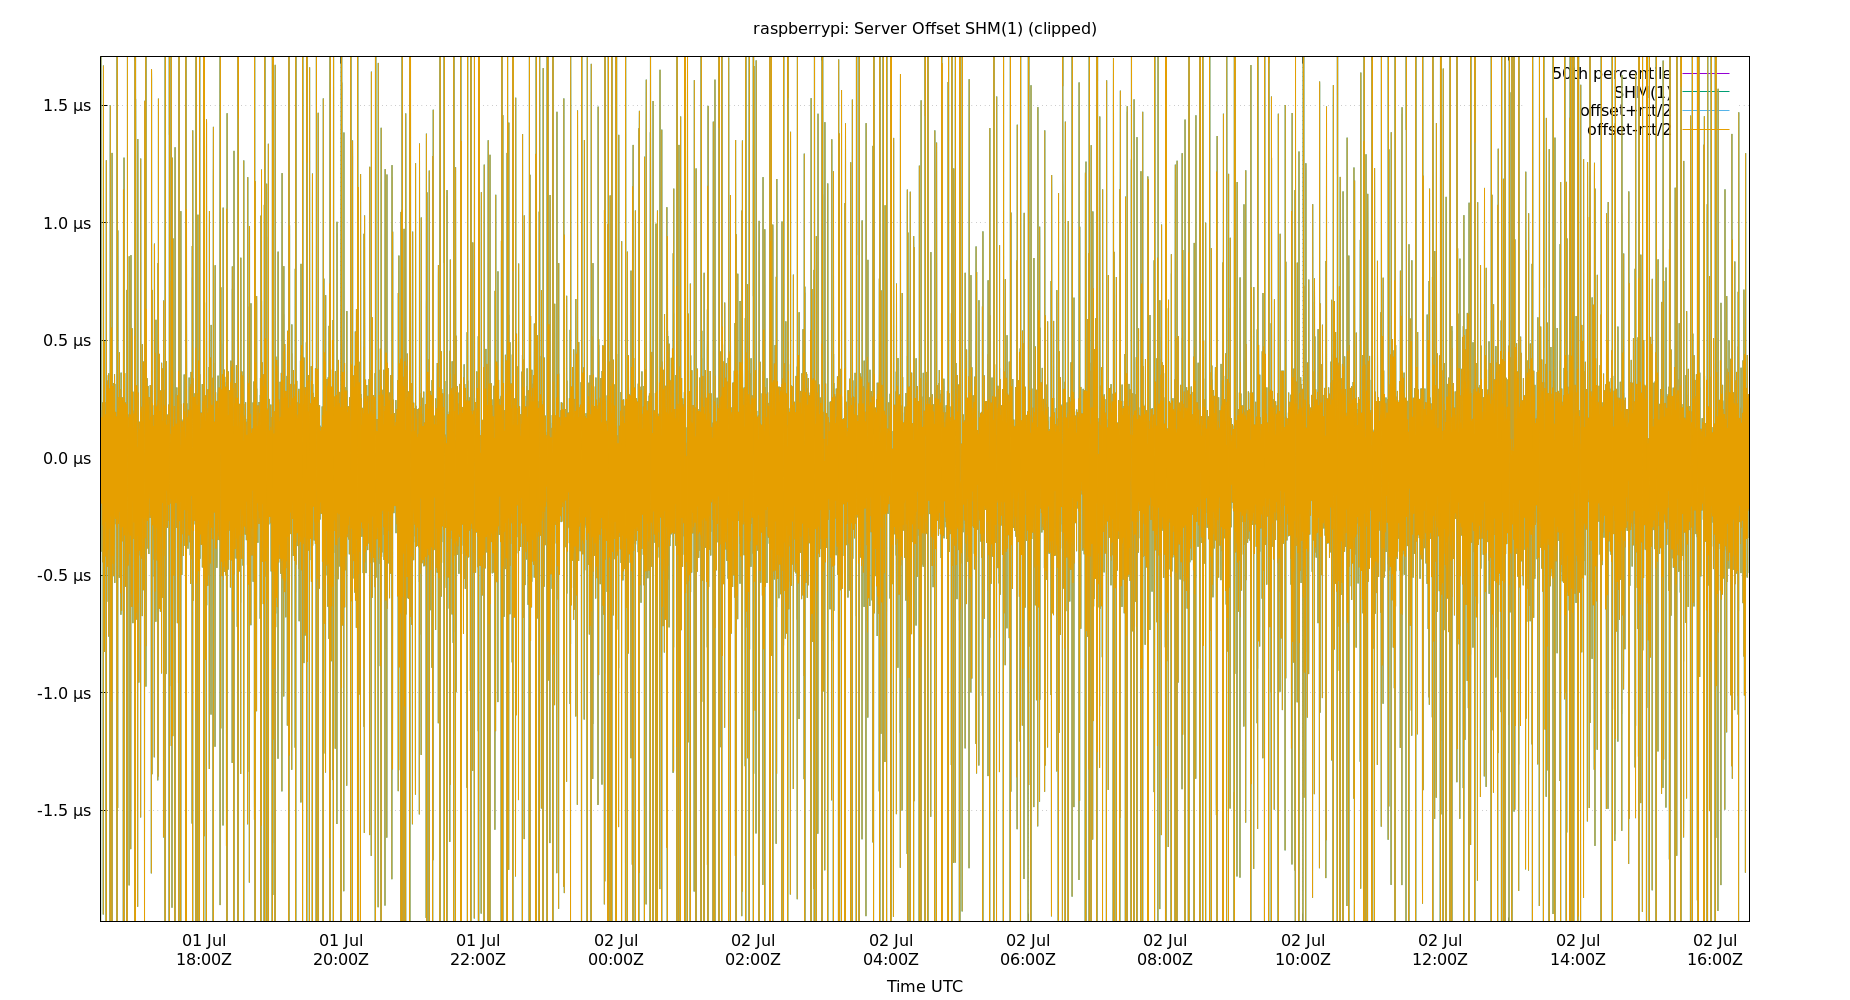 raspberrypi: Server Offset SHM(1) (clipped)
50th percentile
SHM(1)
offset+rtt/2
offset-rtt/2
1.5 µs
1.0 µs
0.5 µs
0.0 µs
-0.5 µs
-1.0 µs
-1.5 µs
01 Jul 01 Jul 01 Jul 02 Jul 02 Jul 02 Jul 02 Jul 02 Jul 02 Jul 02 Jul 02 Jul 02 Jul
18:00Z 20:00Z 22:00Z 00:00Z 02:00Z 04:00Z 06:00Z 08:00Z 10:00Z 12:00Z 14:00Z 16:00Z
Time UTC